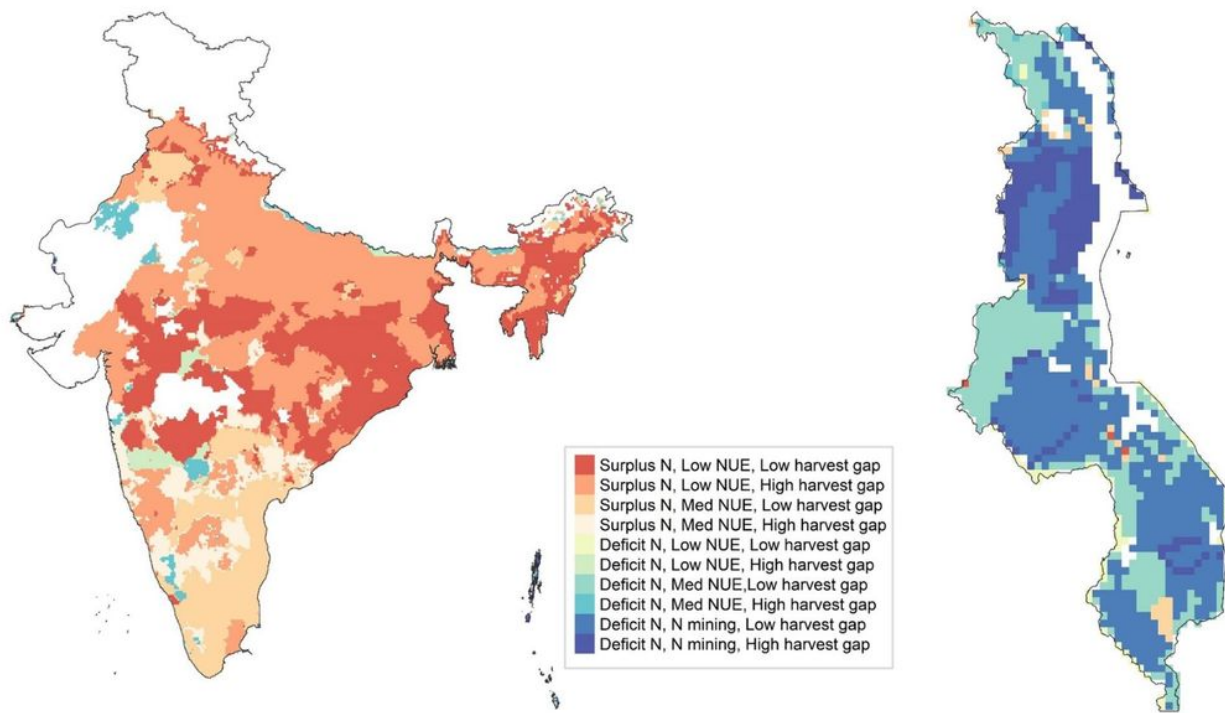 Surplus N, Low NUE, Low harvest gap
Surplus N, Low NUE, High harvest gap
Surplus N, Med NUE, Low harvest gap
Surplus N, Med NUE, High harvest gap
Deficit N, Low NUE, Low harvest gap
Deficit N, Low NUE, High harvest gap
Deficit N, Med NUE,Low harvest gap
Deficit N, Med NUE, High harvest gap
Deficit N, N mining, Low harvest gap
Deficit N, N mining, High harvest gap